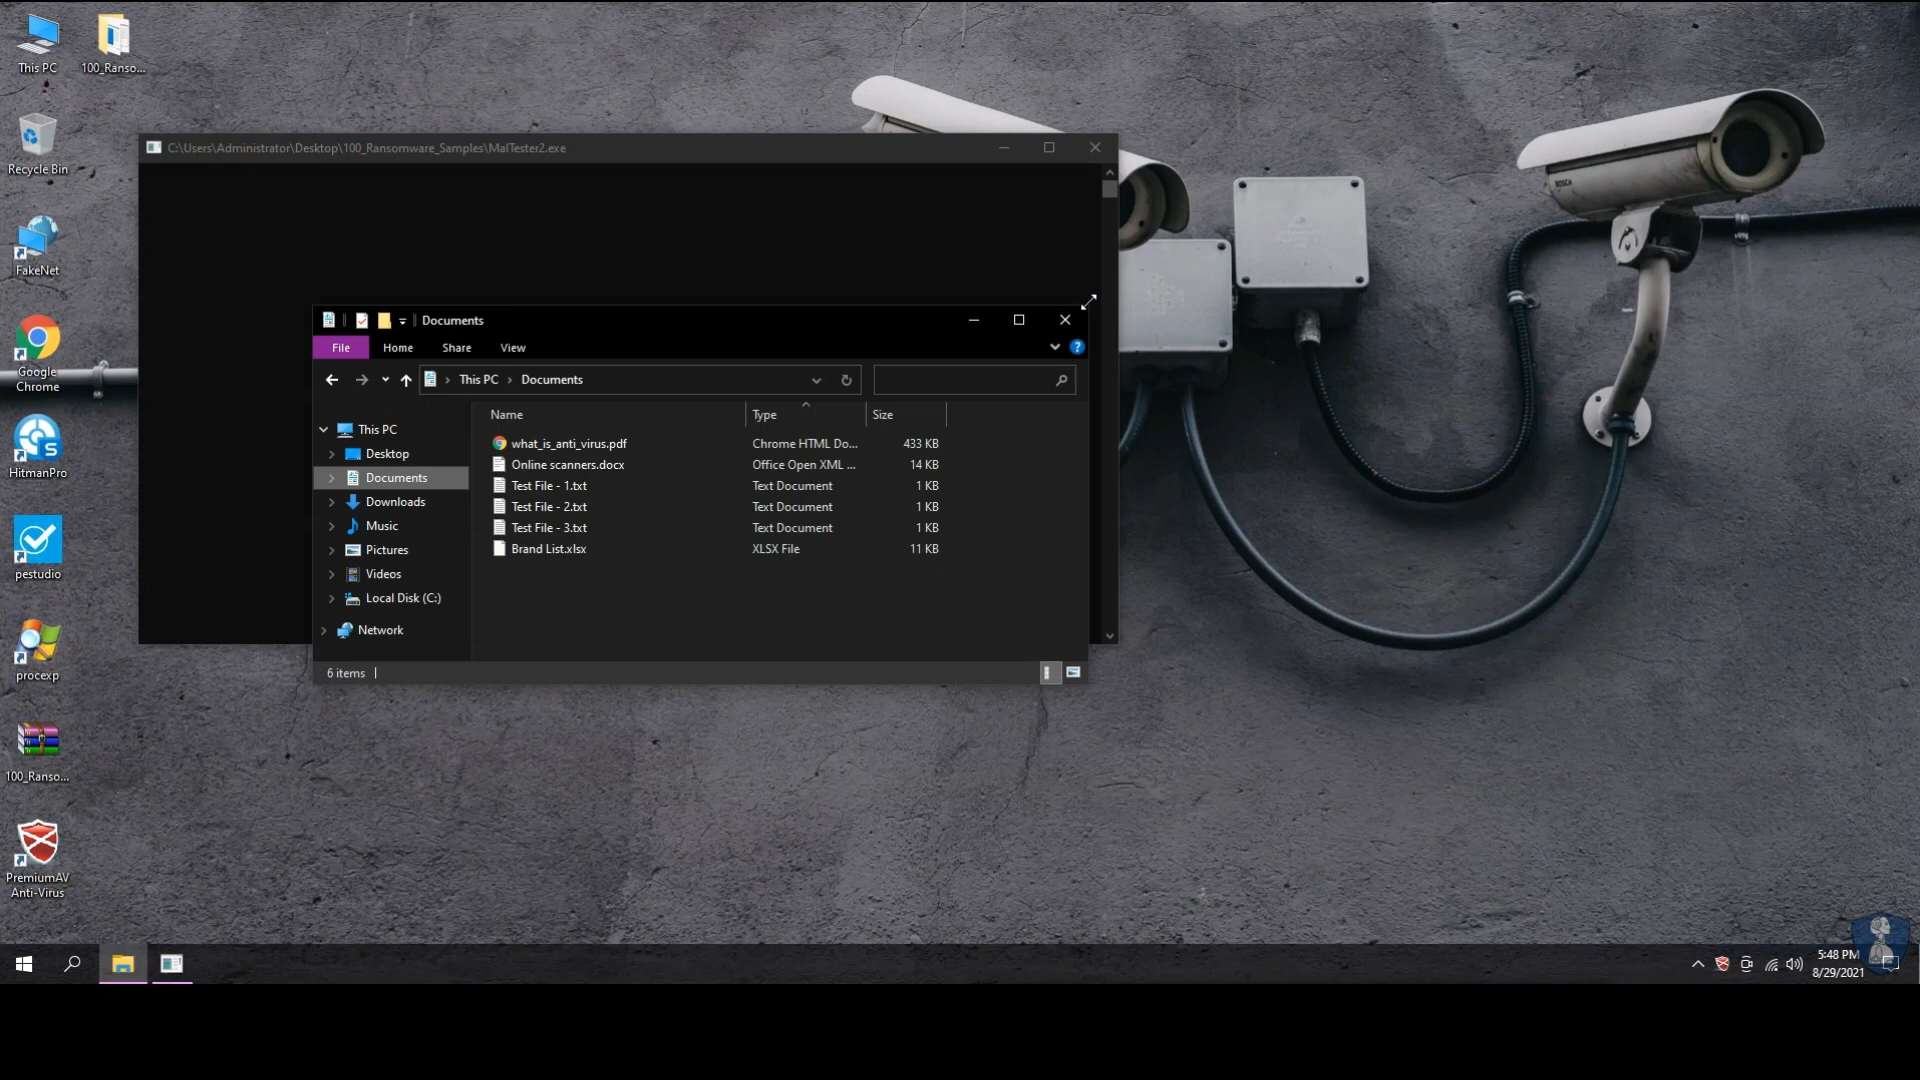 This PC
100_Ranso...
Recycle Bin
FakeNet
Google
Chrome
HitmanPro
pestudio
procexp
100_Ranso...
PremiumAV
Anti-Virus
C:\Users\Administrator\Desktop\100_Ransomware_Samples\MalTester2.exe
Documents
File Home Share View
This PC Documents
This PC
Desktop
Documents
Downloads
Music
Pictures
Videos
Local Disk (C:)
Network
Name Type Size
what_is_anti_virus.pdf Chrome HTML Do... 433 KB
Online scanners.docx Office Open XML ... 14 KB
Test File - 1.txt Text Document 1 KB
Test File - 2.txt Text Document 1 KB
Test File - 3.txt Text Document 1 KB
Brand List.xlsx XLSX File 11 KB
6 items
BOSCH
5:48 PM
8/29/2021